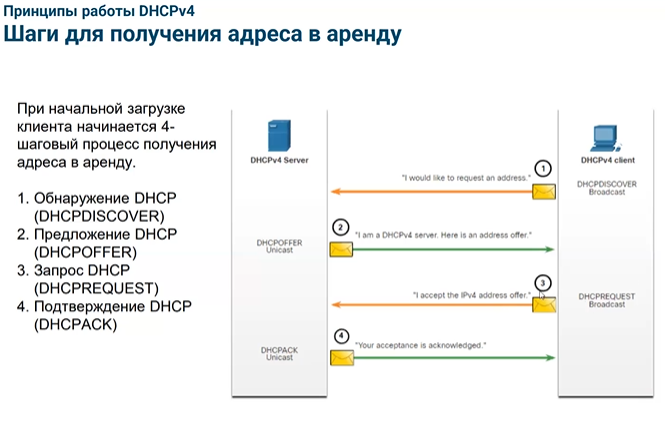 Принципы работы DHCPv4
Шаги для получения адреса в аренду
При начальной загрузке
клиента начинается 4-
шаговый процесс получения
адреса в аренду.
1. Обнаружение DHCP
(DHCPDISCOVER)
2. Предложение DHCP
(DHCPOFFER)
3. Запрос DHCP
(DHCPREQUEST)
4. Подтверждение DHCP
(DHCPACK)
DHCPv4 Server
DHCPv4 client
1
"I would like to request an address."
DHCPDISCOVER
Broadcast
2
"I am a DHCPv4 server. Here is an address offer."
DHCPOFFER
Unicast
3
"I accept the IPv4 address offer."
DHCPREQUEST
Broadcast
4
"Your acceptance is acknowledged."
DHCPACK
Unicast